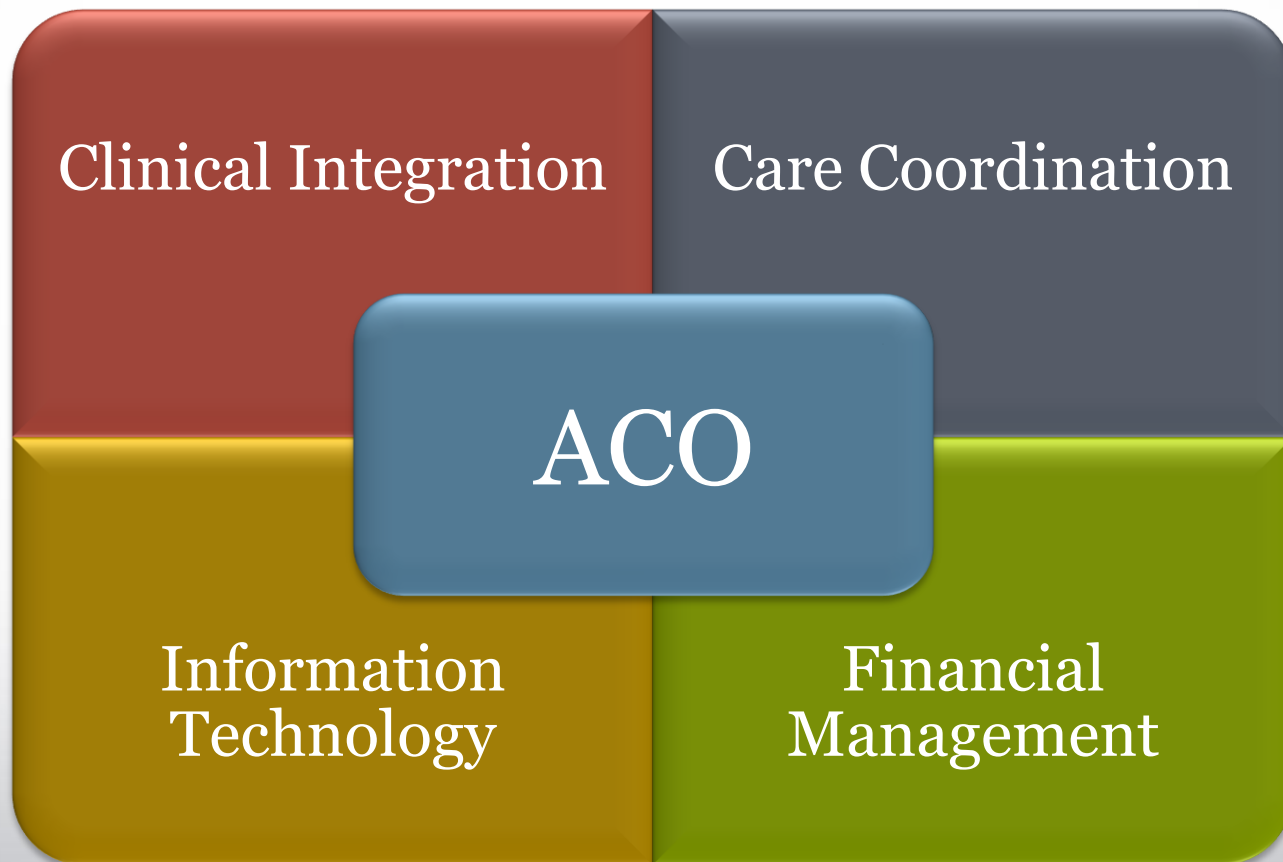 Clinical Integration
Care Coordination
ACO
Information
Technology
Financial
Management